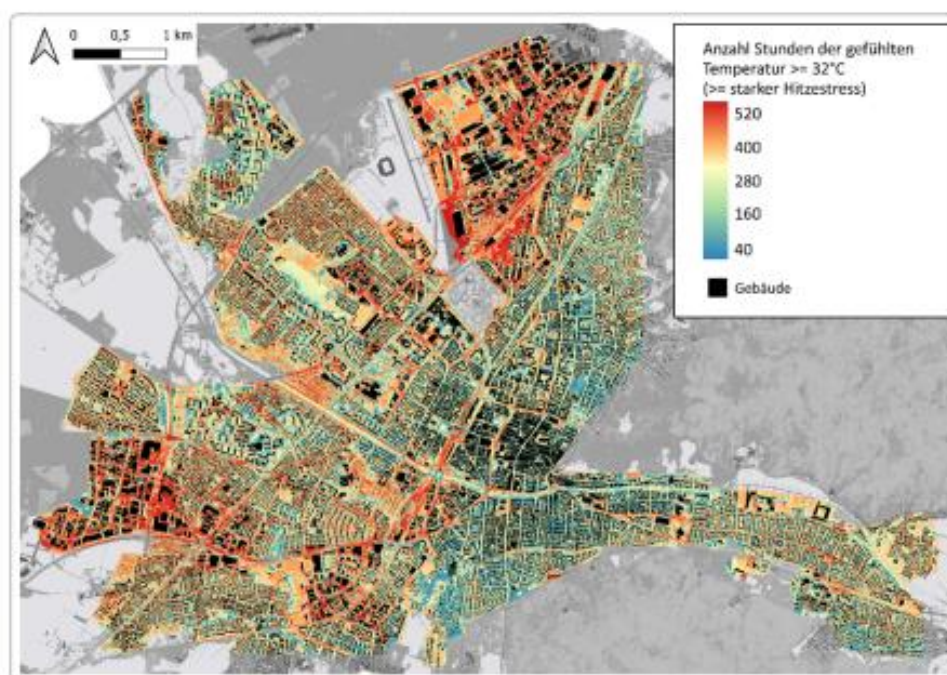 0 0,5 1 km
Anzahl Stunden der gefühlten
Temperatur >= 32°C
(>= starker Hitzestress)
520
400
280
160
40
Gebäude